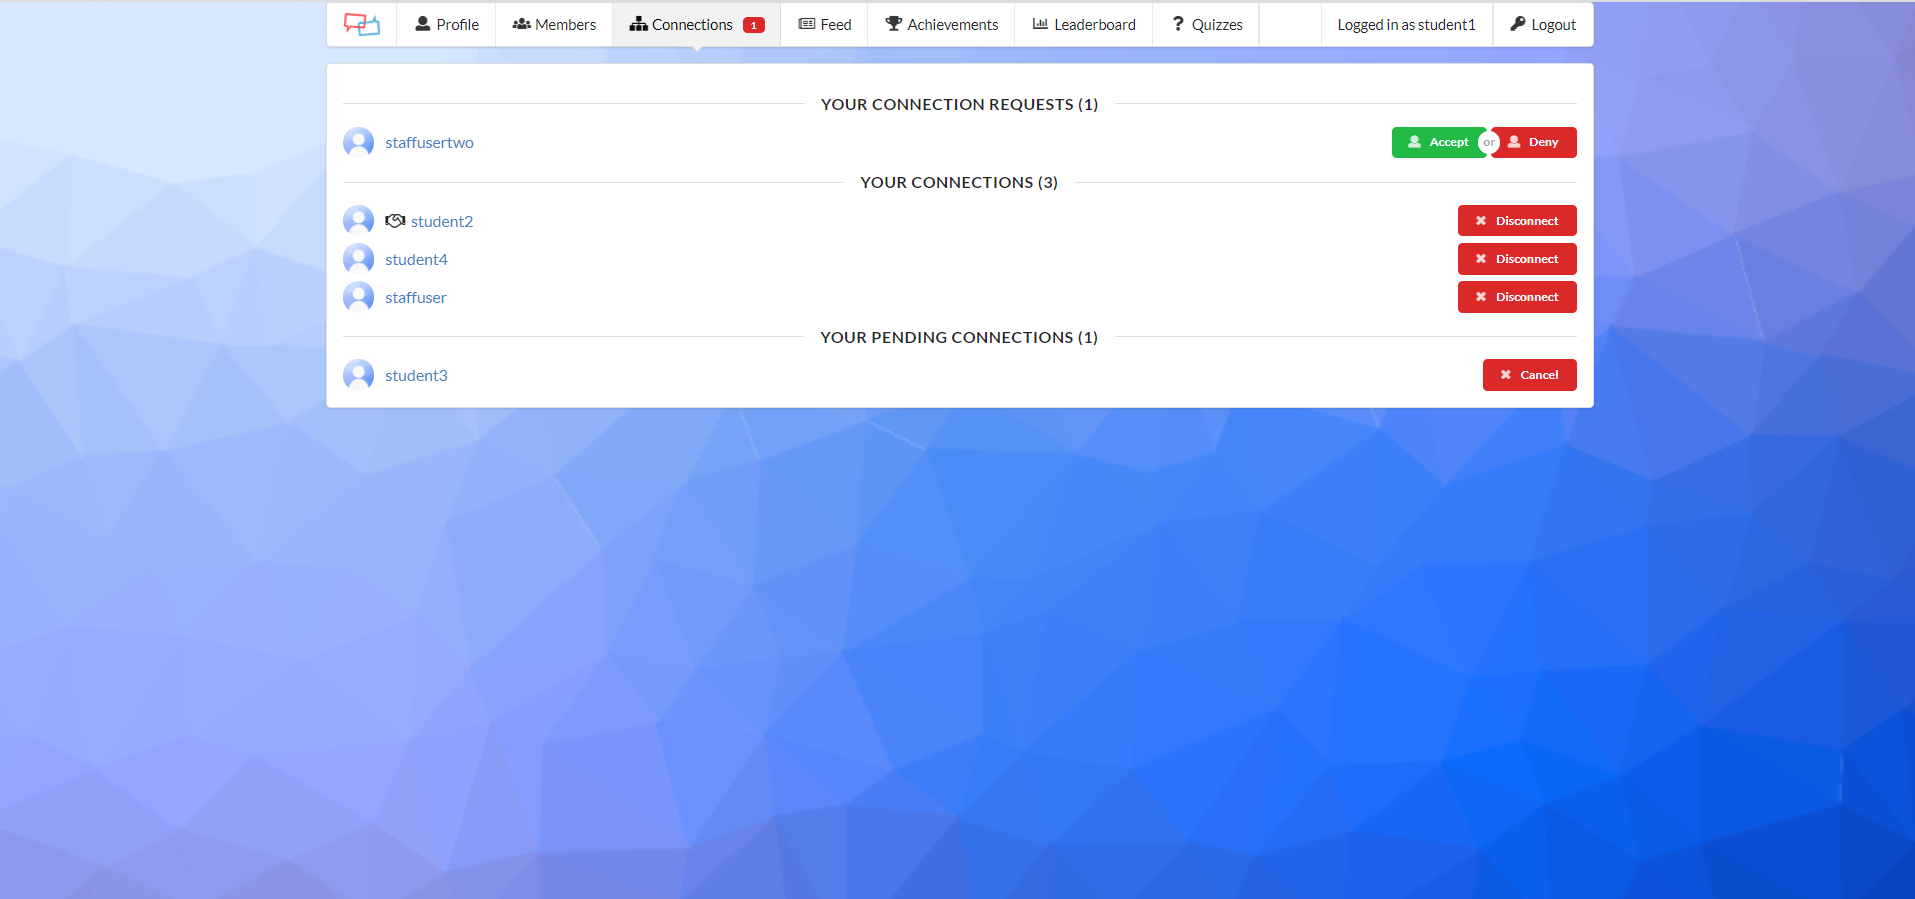 Profile Members Connections 1 Feed Achievements Leaderboard Quizzes Logged in as student1 Logout
YOUR CONNECTION REQUESTS (1)
staffusertwo Accept or Deny
YOUR CONNECTIONS (3)
student2 Disconnect
student4 Disconnect
staffuser Disconnect
YOUR PENDING CONNECTIONS (1)
student3 Cancel